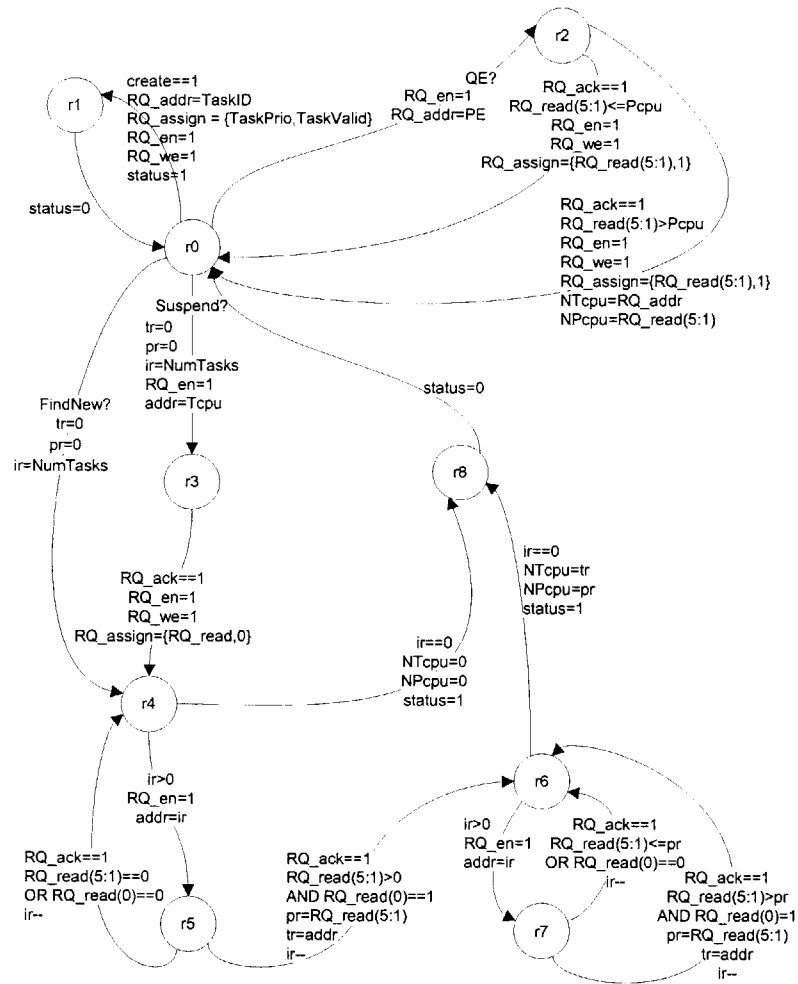 r2
QE?
RQ_en=1
RQ_addr=PE
r1
create==1
RQ_addr=TaskID
RQ_assign = {TaskPrio,TaskValid}
RQ_en=1
RQ_we=1
status=1
RQ_ack==1
RQ_read(5:1)<=Pcpu
RQ_en=1
RQ_we=1
RQ_assign={RQ_read(5:1),1}
status=0
r0
RQ_ack==1
RQ_read(5:1)>Pcpu
RQ_en=1
RQ_we=1
RQ_assign={RQ_read(5:1),1}
NTcpu=RQ_addr
NPcpu=RQ_read(5:1)
Suspend?
tr=0
pr=0
ir=NumTasks
RQ_en=1
addr=Tcpu
FindNew?
tr=0
pr=0
ir=NumTasks
status=0
r3
r8
RQ_ack==1
RQ_en=1
RQ_we=1
RQ_assign={RQ_read,0}
ir==0
NTcpu=tr
NPcpu=pr
status=1
ir==0
NTcpu=0
NPcpu=0
status=1
r4
ir>0
RQ_en=1
addr=ir
r6
RQ_ack==1
RQ_read(5:1)==0
OR RQ_read(0)==0
ir--
r5
RQ_ack==1
RQ_read(5:1)>0
AND RQ_read(0)==1
pr=RQ_read(5:1)
tr=addr
ir--
ir>0
RQ_en=1
addr=ir
RQ_ack==1
RQ_read(5:1)<=pr
OR RQ_read(0)==0
ir--
r7
RQ_ack==1
RQ_read(5:1)>pr
AND RQ_read(0)=1
pr=RQ_read(5:1)
tr=addr
ir--